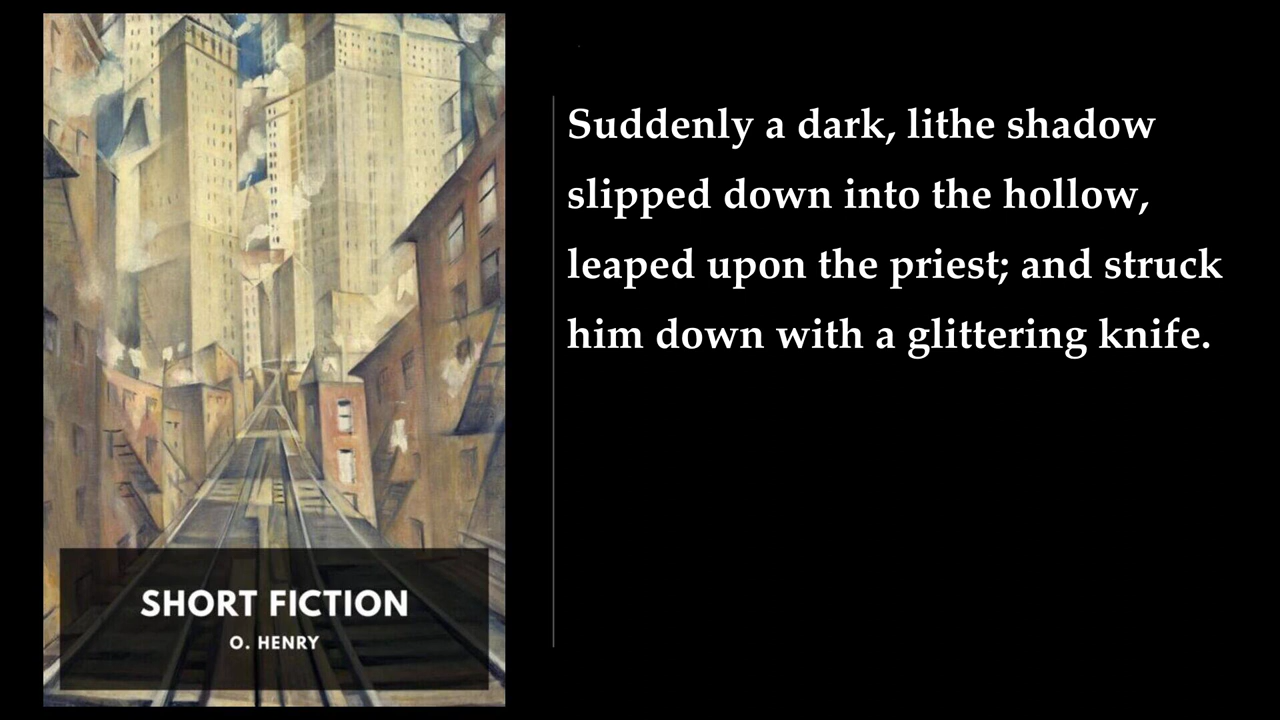 Suddenly a dark, lithe shadow
slipped down into the hollow,
leaped upon the priest; and struck
him down with a glittering knife.
SHORT FICTION
O. HENRY